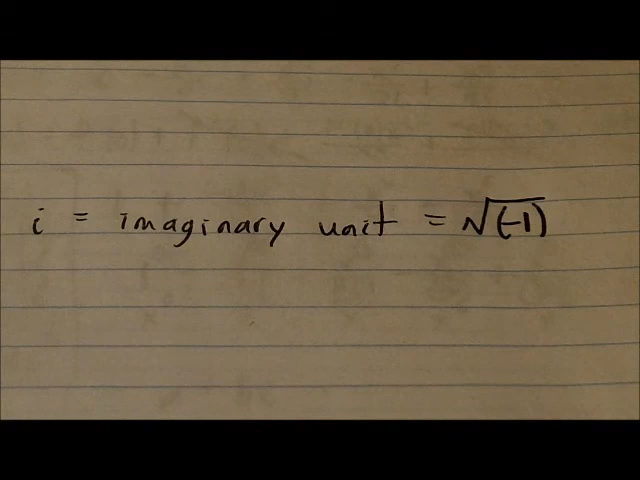 i = imaginary unit = √(-1)